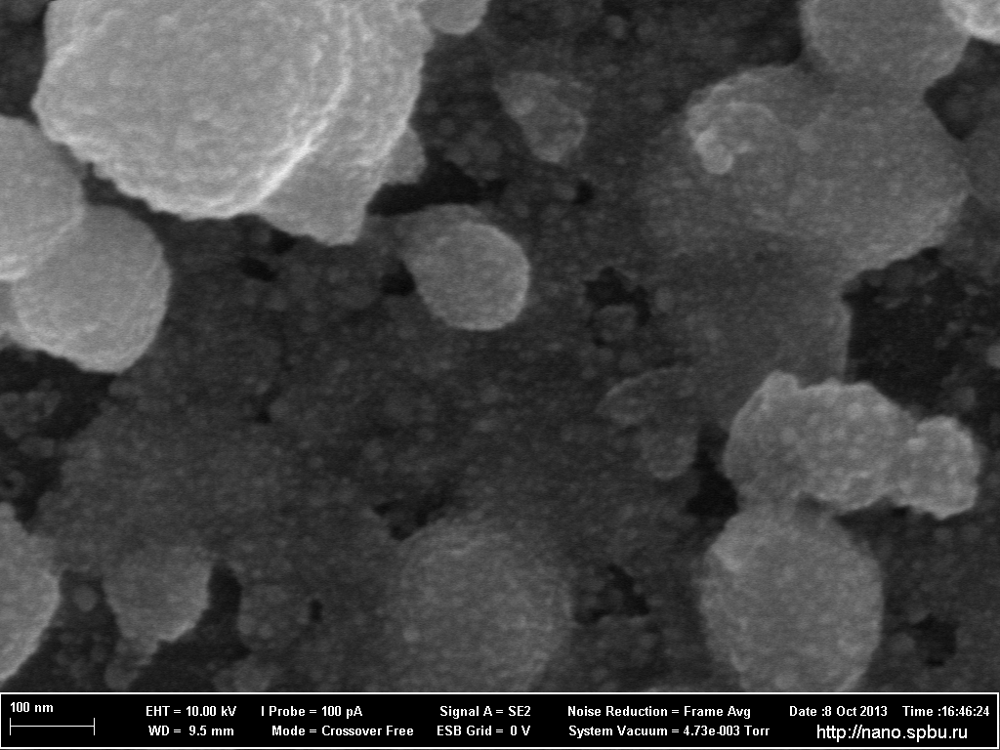 100 nm
EHT = 10.00 kV I Probe = 100 pA Signal A = SE2 Noise Reduction = Frame Avg Date :8 Oct 2013 Time :16:46:24
WD = 9.5 mm Mode = Crossover Free ESB Grid = 0 V System Vacuum = 4.73e-003 Torr
http://nano.spbu.ru